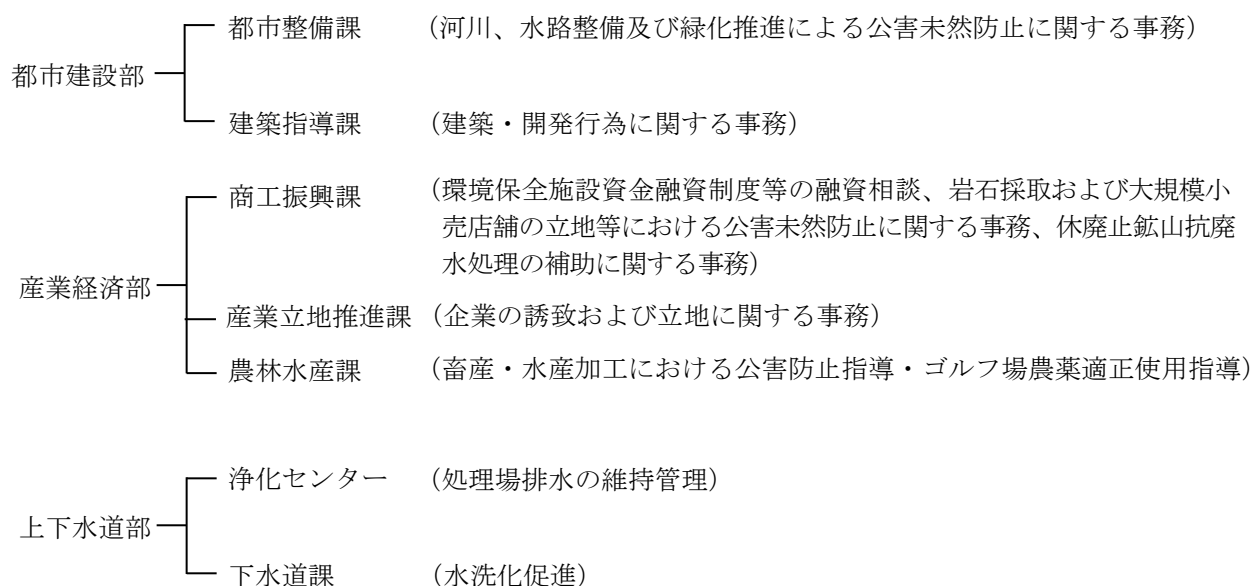 都市整備課 （河川、水路整備及び緑化推進による公害未然防止に関する事務）
都市建設部
建築指導課 （建築・開発行為に関する事務）
商工振興課 （環境保全施設資金融資制度等の融資相談、岩石採取および大規模小
売店舗の立地等における公害未然防止に関する事務、休廃止鉱山抗廃
水処理の補助に関する事務）
産業経済部
産業立地推進課 （企業の誘致および立地に関する事務）
農林水産課 （畜産・水産加工における公害防止指導・ゴルフ場農薬適正使用指導）
浄化センター （処理場排水の維持管理）
上下水道部
下水道課 （水洗化促進）